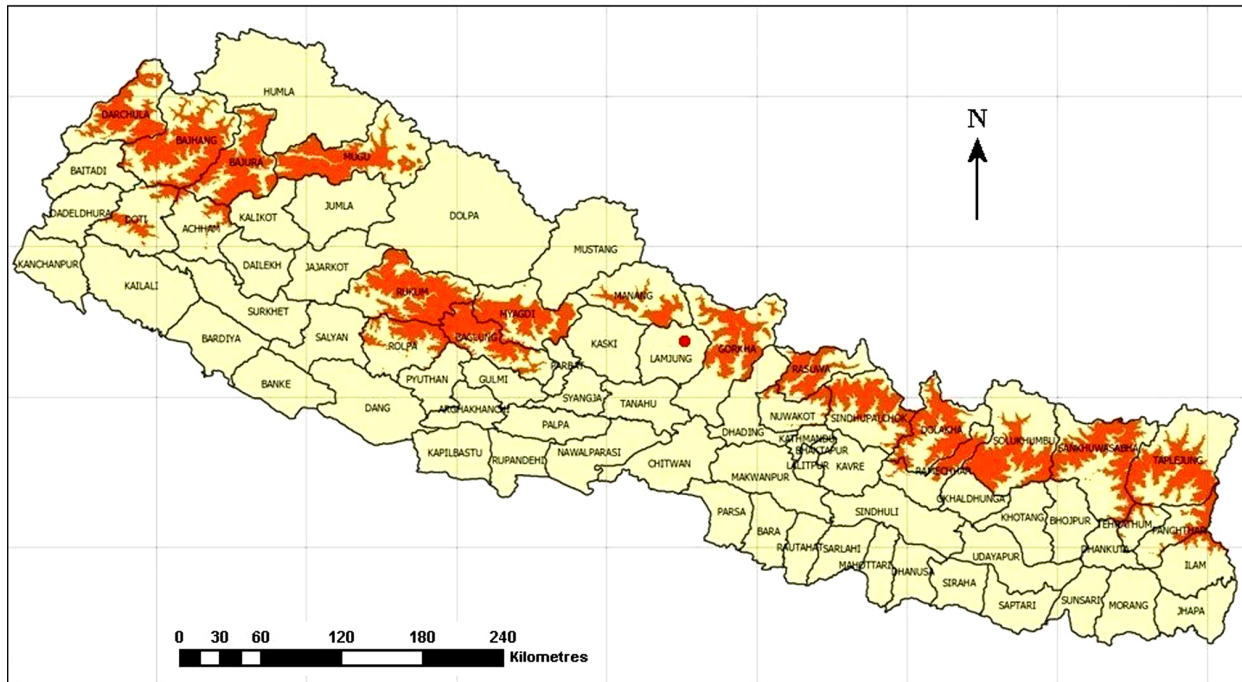 HUMLA
DARCHULA
N
BAJHANG
MUGU
BAJURA
BAITADI
JUMLA
DADELDHURA
DOTI
KALIKOT
DOLPA
ACHHAM
MUSTANG
KANCHANPUR
DAILEKH
JAJARKOT
KAILALI
RUKUM
MANANG
SURKHET
MYAGDI
BARDIYA
SALYAN
BAGLUNG
KASKI
ROLPA
GORKHA
LAMJUNG
PARBAT
RASUWA
BANKE
PYUTHAN
GULMI
SYANGJA
TANAHU
DANG
ARGHAKHANCHI
NUWAKOT
SINDHUPALCHOK
PALPA
DHADING
DOLAKHA
KATHMANDU
SOLUKHUMBU
SANKHUWASABHA
KAPILBASTU
RUPANDEHI
NAWALPARASI
BHAKTAPUR
CHITWAN
LALITPUR
KAVRE
TAPLEJUNG
RAMECHHAP
MAKWANPUR
OKHALDHUNGA
PARSA
SINDHULI
KHOTANG
BHOJPUR
TEHRATHUM
PANCHTHAR
BARA
RAUTAHAT
SARLAHI
UDAYAPUR
DHANKUTA
MAHOTTARI
DHANUSA
ILAM
SIRAHA
SAPTARI
SUNSARI
MORANG
JHAPA
0 30 60 120 180 240
Kilometres